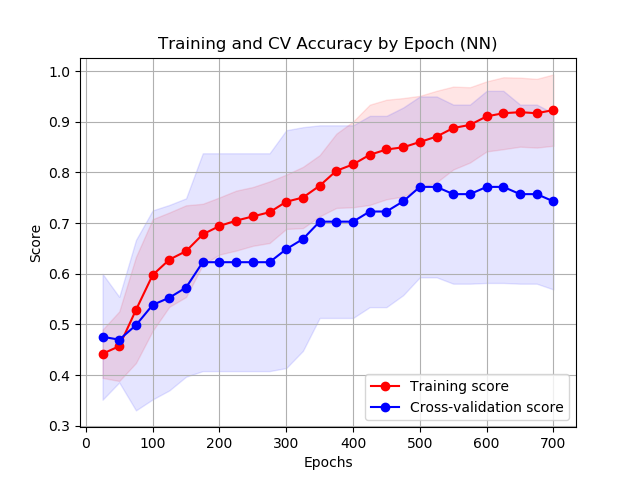 Training and CV Accuracy by Epoch (NN)
Score
1.0
0.9
0.8
0.7
0.6
0.5
0.4
0.3
0 100 200 300 400 500 600 700
Epochs
Training score
Cross-validation score